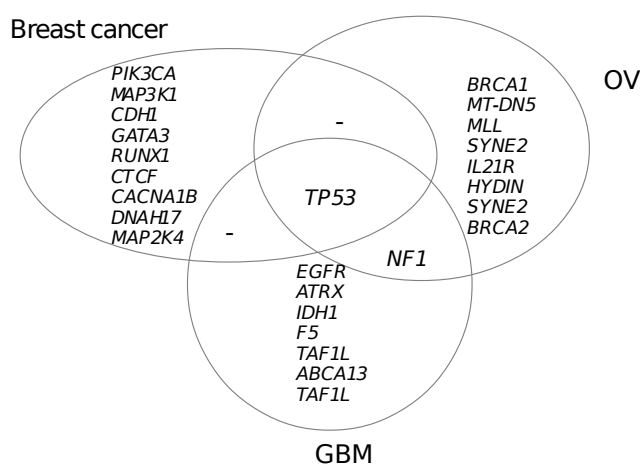 Breast cancer
PIK3CA
MAP3K1
CDH1
GATA3
RUNX1
CTCF
CACNA1B
DNAH17
MAP2K4
-
-
TP53
NF1
OV
BRCA1
MT-DN5
MLL
SYNE2
IL21R
HYDIN
SYNE2
BRCA2
EGFR
ATRX
IDH1
F5
TAF1L
ABCA13
TAF1L
GBM